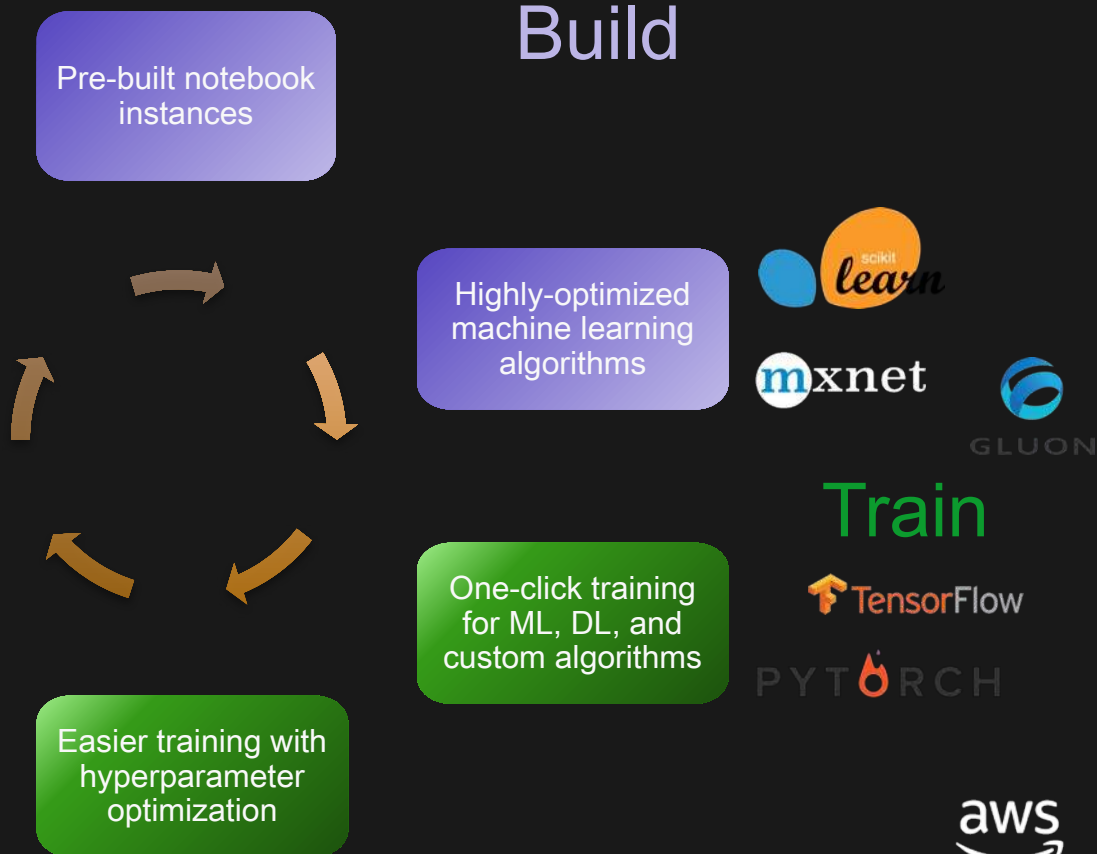 Build
Pre-built notebook
instances
Highly-optimized
machine learning
algorithms
scikit
learn
mxnet
GLUON
Train
One-click training
for ML, DL, and
custom algorithms
TensorFlow
PYTORCH
Easier training with
hyperparameter
optimization
aws